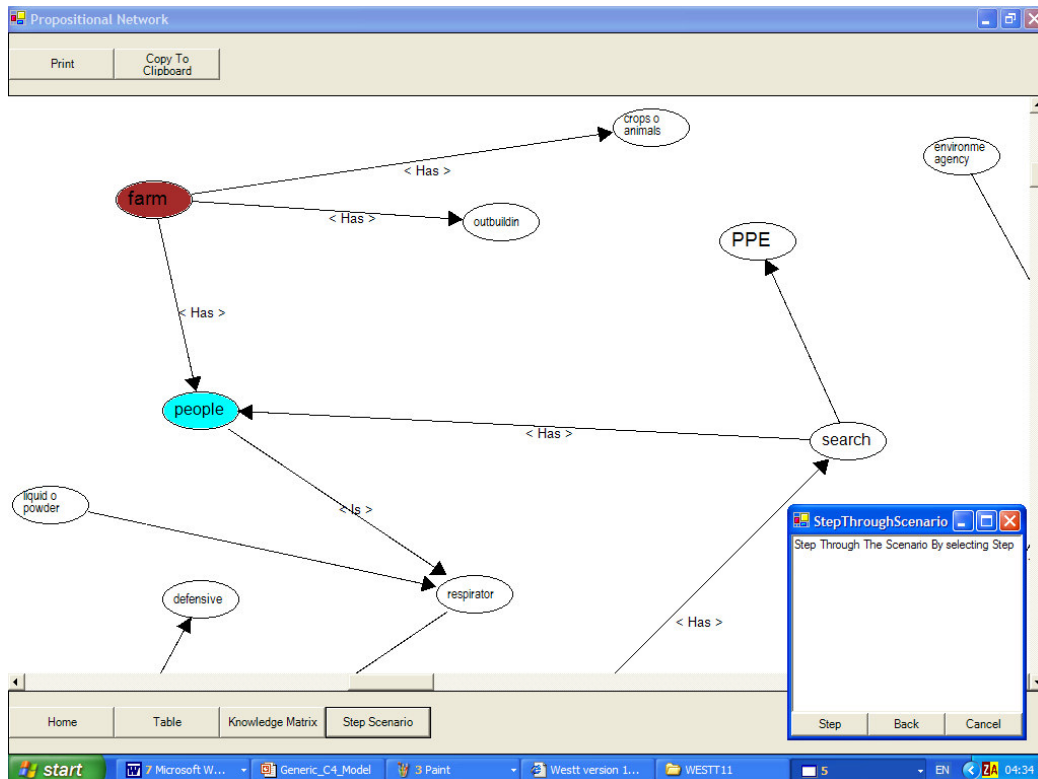 Propositional Network
Print
Copy To
Clipboard
crops o
animals
environme
agency
< Has >
farm
< Has >
outbuildin
PPE
< Has >
people
< Has >
search
liquid o
powder
< Is >
StepThroughScenario
Step Through The Scenario By selecting Step
defensive
respirator
< Has >
Home
Table
Knowledge Matrix
Step Scenario
Step
Back
Cancel
start
7 Microsoft W...
Generic_C4_Model
3 Paint
Westt version 1...
WESTT11
5
EN
ZA
04:34